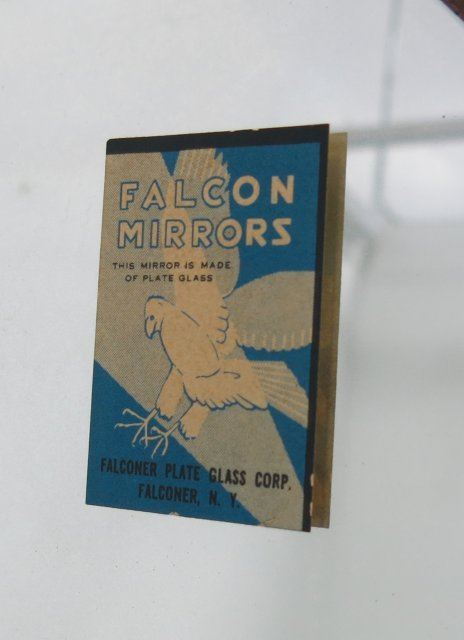 FALCON
MIRRORS
THIS MIRROR IS MADE
OF PLATE GLASS
FALCONER PLATE GLASS CORP.
FALCONER, N. Y.